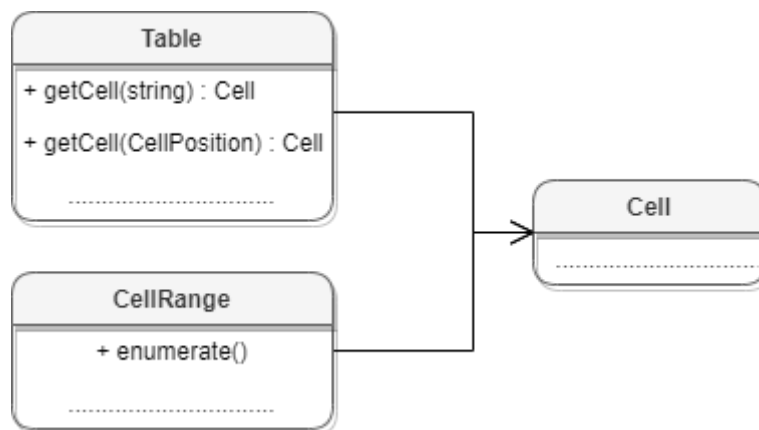 Table
+ getCell(string) : Cell
+ getCell(CellPosition) : Cell
Cell
CellRange
+ enumerate()